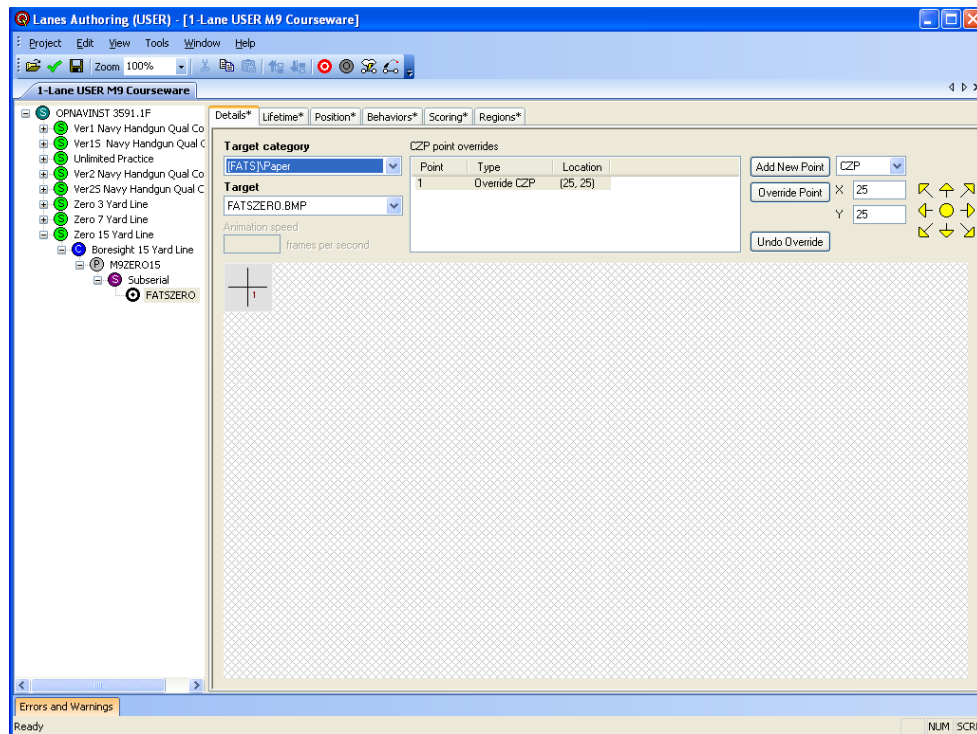 Lanes Authoring (USER) - [1-Lane USER M9 Courseware]
Project Edit View Tools Window Help
Zoom 100%
1-Lane USER M9 Courseware
OPNAVINST 3591.1F
Ver1 Navy Handgun Qual Co
Ver1S Navy Handgun Qual C
Unlimited Practice
Ver2 Navy Handgun Qual Co
Ver2S Navy Handgun Qual C
Zero 3 Yard Line
Zero 7 Yard Line
Zero 15 Yard Line
Boresight 15 Yard Line
M9ZERO15
Subserial
FATSZERO
Details* Lifetime* Position* Behaviors* Scoring* Regions*
Target category
[FATS]\Paper
Target
FATSZERO.BMP
Animation speed
frames per second
CZP point overrides
Point Type Location
1 Override CZP (25, 25)
Add New Point CZP
Override Point X 25
Y 25
Undo Override
1
Errors and Warnings
Ready NUM SCRI